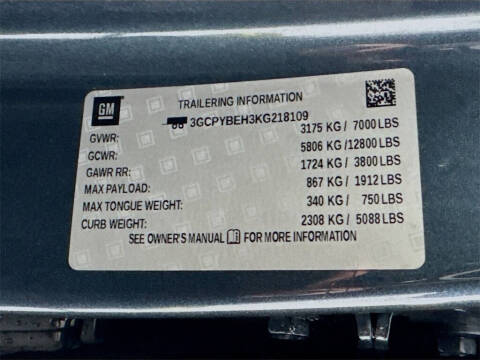 GM
TRAILERING INFORMATION
3GCPYBEH3KG218109
GVWR: 3175 KG / 7000 LBS
GCWR: 5806 KG /12800 LBS
GAWR RR: 1724 KG / 3800 LBS
MAX PAYLOAD: 867 KG / 1912 LBS
MAX TONGUE WEIGHT: 340 KG / 750 LBS
CURB WEIGHT: 2308 KG / 5088 LBS
SEE OWNER'S MANUAL FOR MORE INFORMATION